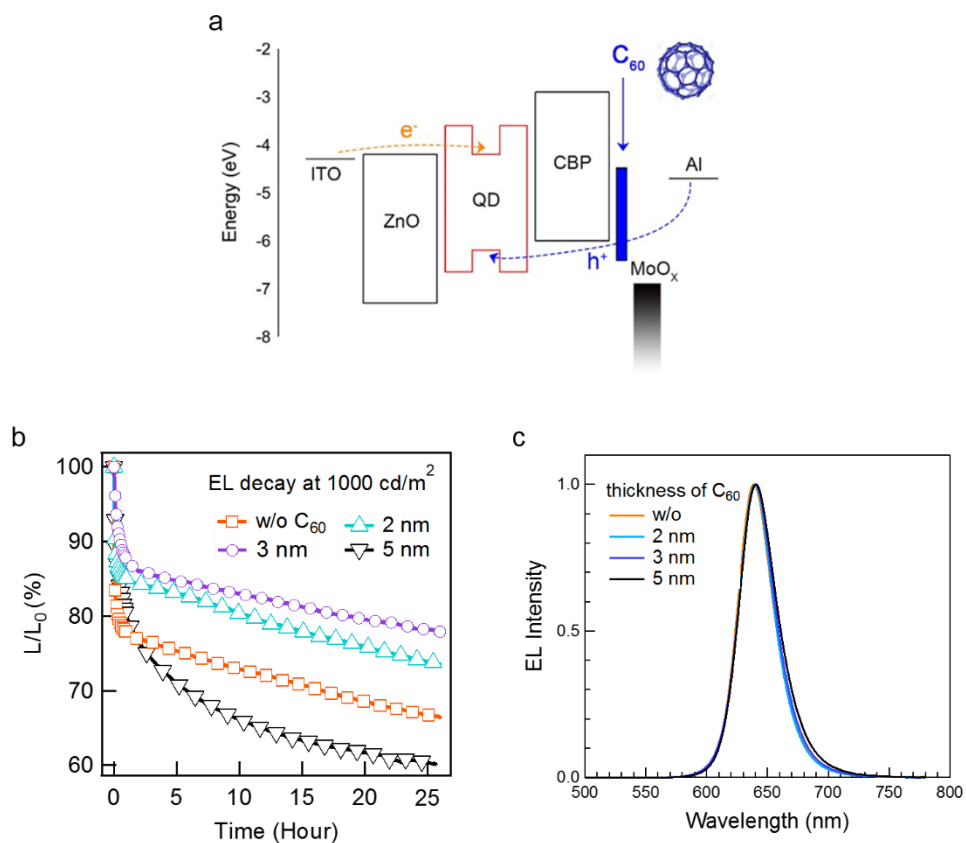 a
Energy (eV)
-2
-3
-4
-5
-6
-7
-8
ITO
e-
ZnO
QD
CBP
C60
Al
h+
MoOx
b
L/L0 (%)
100
90
80
70
60
EL decay at 1000 cd/m2
w/o C60
2 nm
3 nm
5 nm
0
5
10
15
20
25
Time (Hour)
c
EL Intensity
1.0
0.5
0.0
thickness of C60
w/o
2 nm
3 nm
5 nm
500
600
650
700
750
800
Wavelength (nm)